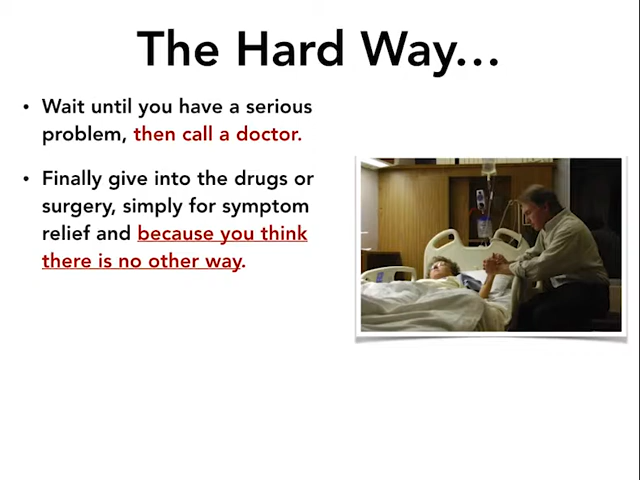 The Hard Way...
• Wait until you have a serious
problem, then call a doctor.
• Finally give into the drugs or
surgery, simply for symptom
relief and because you think
there is no other way.